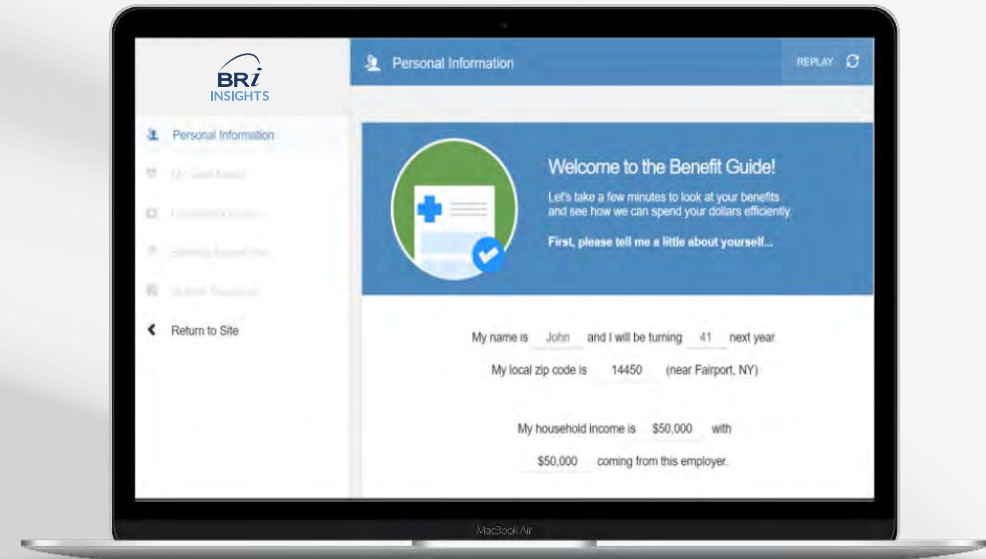 BRi
INSIGHTS
Personal Information
REPLAY
Personal Information
Welcome to the Benefit Guide!
Let's take a few minutes to look at your benefits
and see how we can spend your dollars efficiently.
First, please tell me a little about yourself...
Return to Site
My name is John and I will be turning 41 next year.
My local zip code is 14450 (near Fairport, NY)
My household income is $50,000 with
$50,000 coming from this employer.
MacBook Air